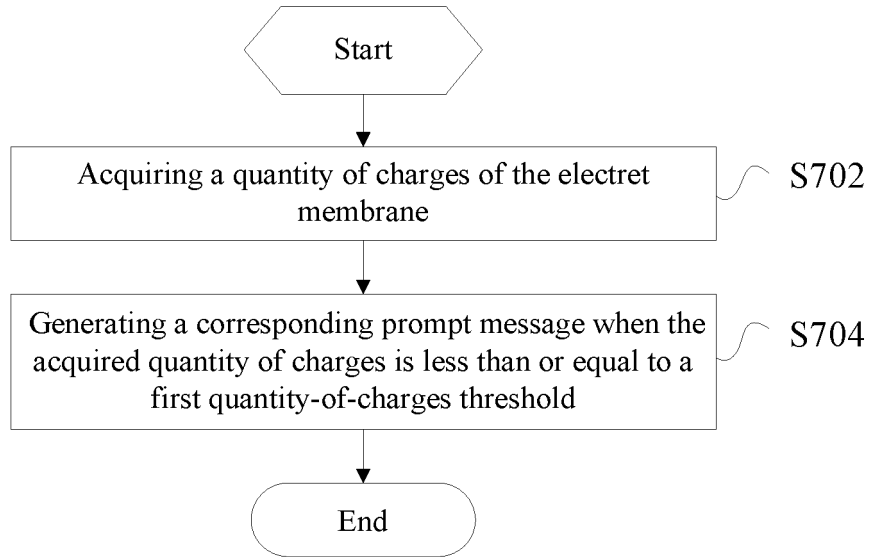 Start
Acquiring a quantity of charges of the electret
membrane
S702
Generating a corresponding prompt message when the
acquired quantity of charges is less than or equal to a
first quantity-of-charges threshold
S704
End